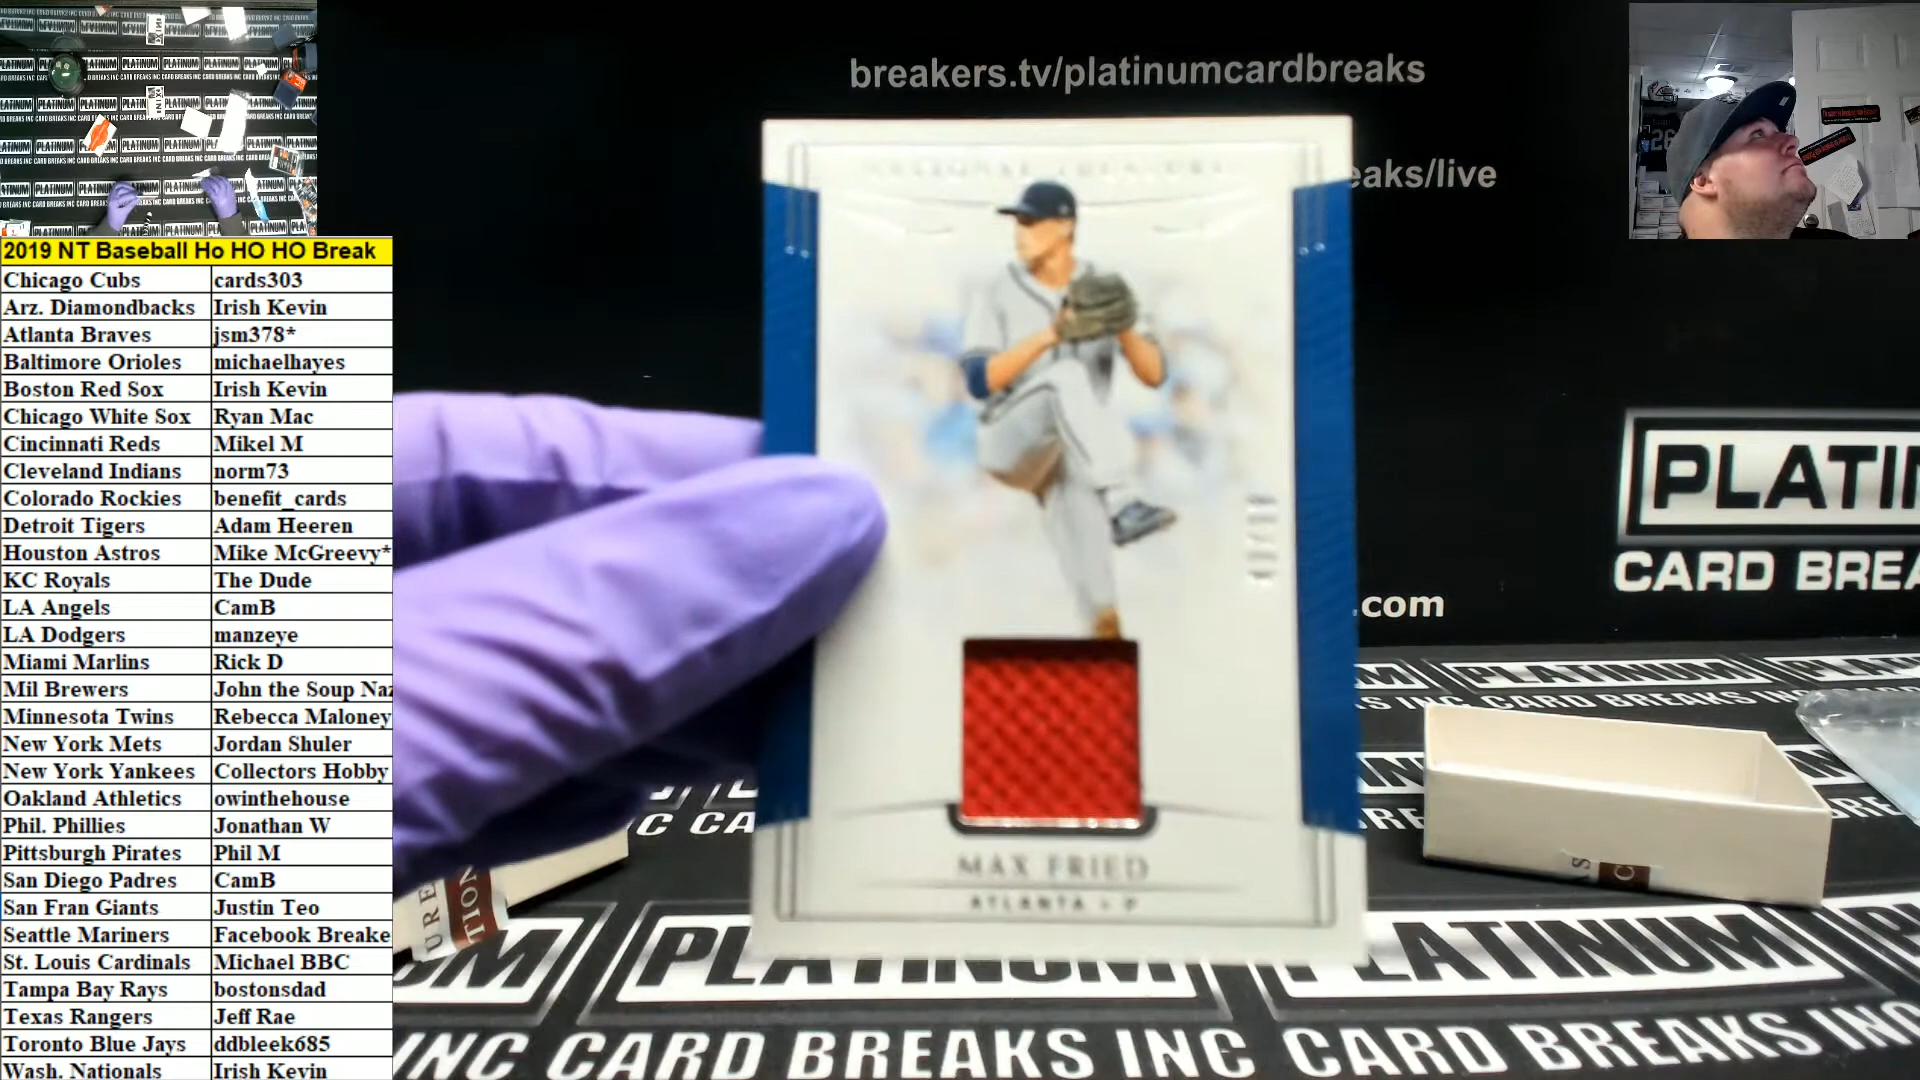 breakers.tv/platinumcardbreaks
eaks/live
.com
2019 NT Baseball Ho HO HO Break
Chicago Cubs cards303
Arz. Diamondbacks Irish Kevin
Atlanta Braves jsm378*
Baltimore Orioles michaelhayes
Boston Red Sox Irish Kevin
Chicago White Sox Ryan Mac
Cincinnati Reds Mikel M
Cleveland Indians norm73
Colorado Rockies benefit_cards
Detroit Tigers Adam Heeren
Houston Astros Mike McGreevy*
KC Royals The Dude
LA Angels CamB
LA Dodgers manzeye
Miami Marlins Rick D
Mil Brewers John the Soup Naz
Minnesota Twins Rebecca Maloney
New York Mets Jordan Shuler
New York Yankees Collectors Hobby
Oakland Athletics owinthehouse
Phil. Phillies Jonathan W
Pittsburgh Pirates Phil M
San Diego Padres CamB
San Fran Giants Justin Teo
Seattle Mariners Facebook Breake
St. Louis Cardinals Michael BBC
Tampa Bay Rays bostonsdad
Texas Rangers Jeff Rae
Toronto Blue Jays ddbleek685
Wash. Nationals Irish Kevin
MAX FRIED
ATLANTA • P
PLATIN
CARD BREA
PLATINUM PLATINUM
INC CARD BREAKS INC CARD BREAKS INC